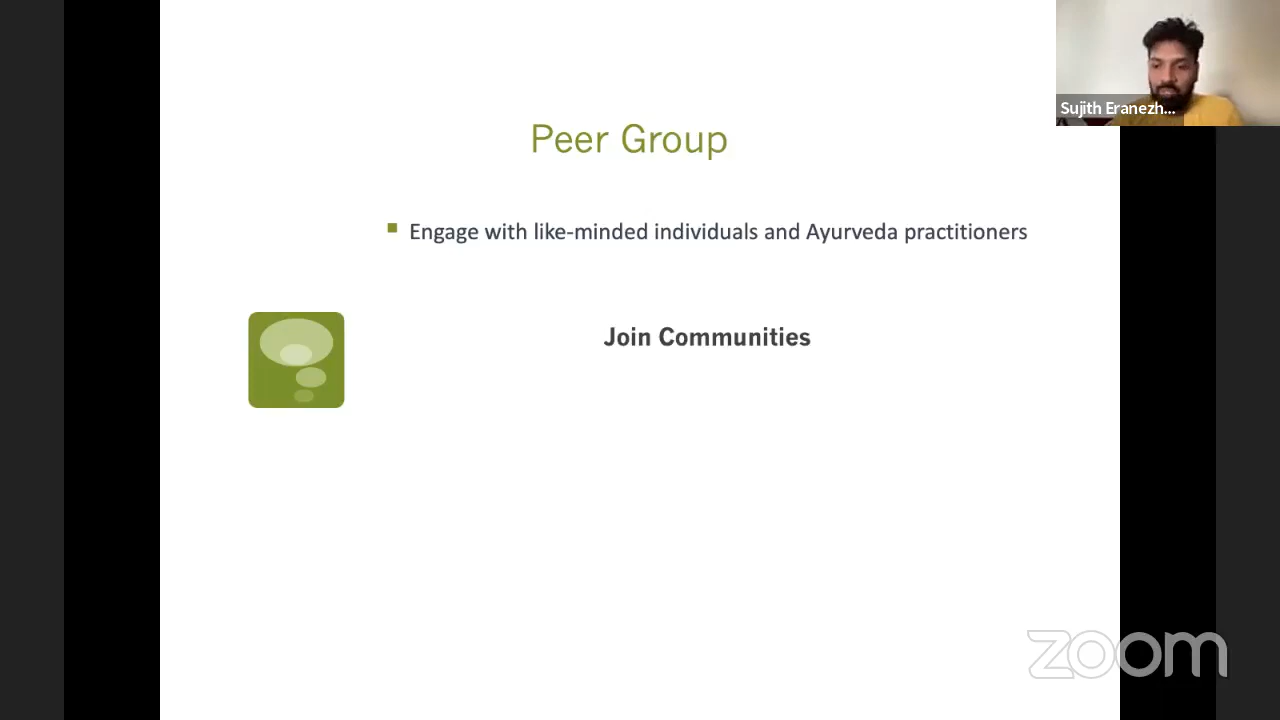 Sujith Eranezh...
Peer Group
Engage with like-minded individuals and Ayurveda practitioners
Join Communities
zoom